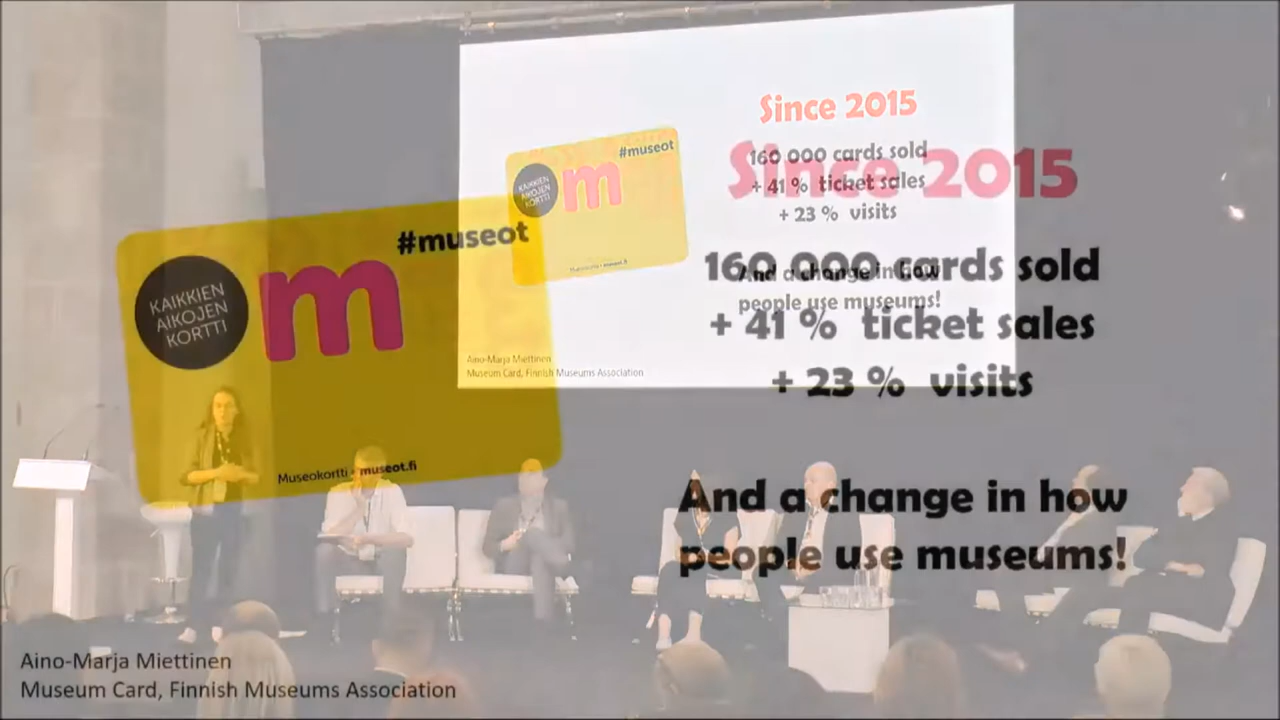 Since 2015
160 000 cards sold
+ 41 % ticket sales
+ 23 % visits
And a change in how
people use museums!
#museot
KAIKKIEN
AIKOJEN
KORTTI
m
Aino-Marja Miettinen
Museum Card, Finnish Museums Association
Since 2015
#museot
KAIKKIEN
AIKOJEN
KORTTI
m
160 000 cards sold
+ 41 % ticket sales
+ 23 % visits
Museokortti • museot.fi
And a change in how
people use museums!
Aino-Marja Miettinen
Museum Card, Finnish Museums Association